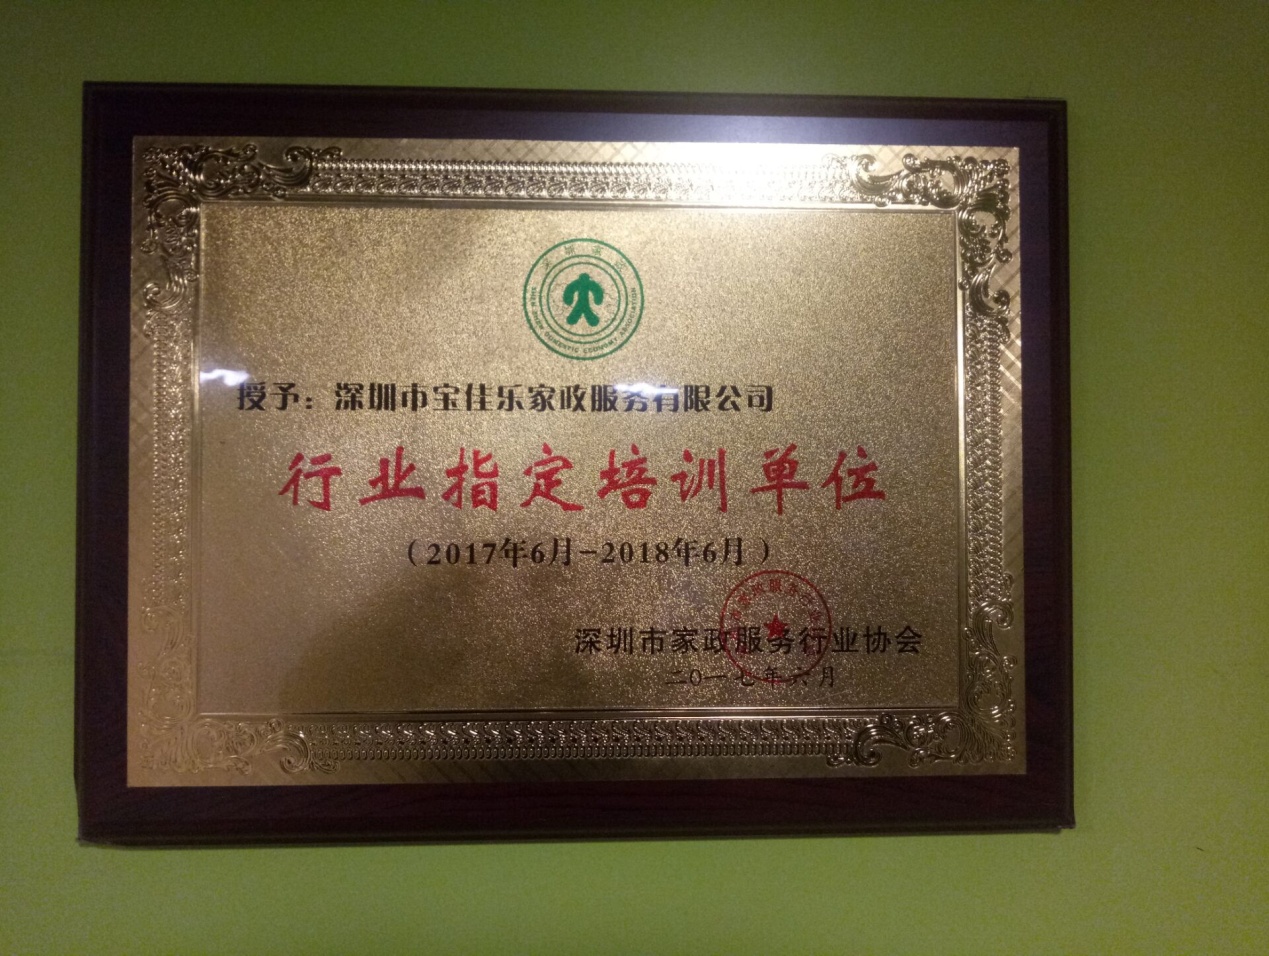 授予：深圳市宝佳乐家政服务有限公司
行业指定培训单位
（2017年6月-2018年6月）
深圳市家政服务行业协会
二〇一七年六月